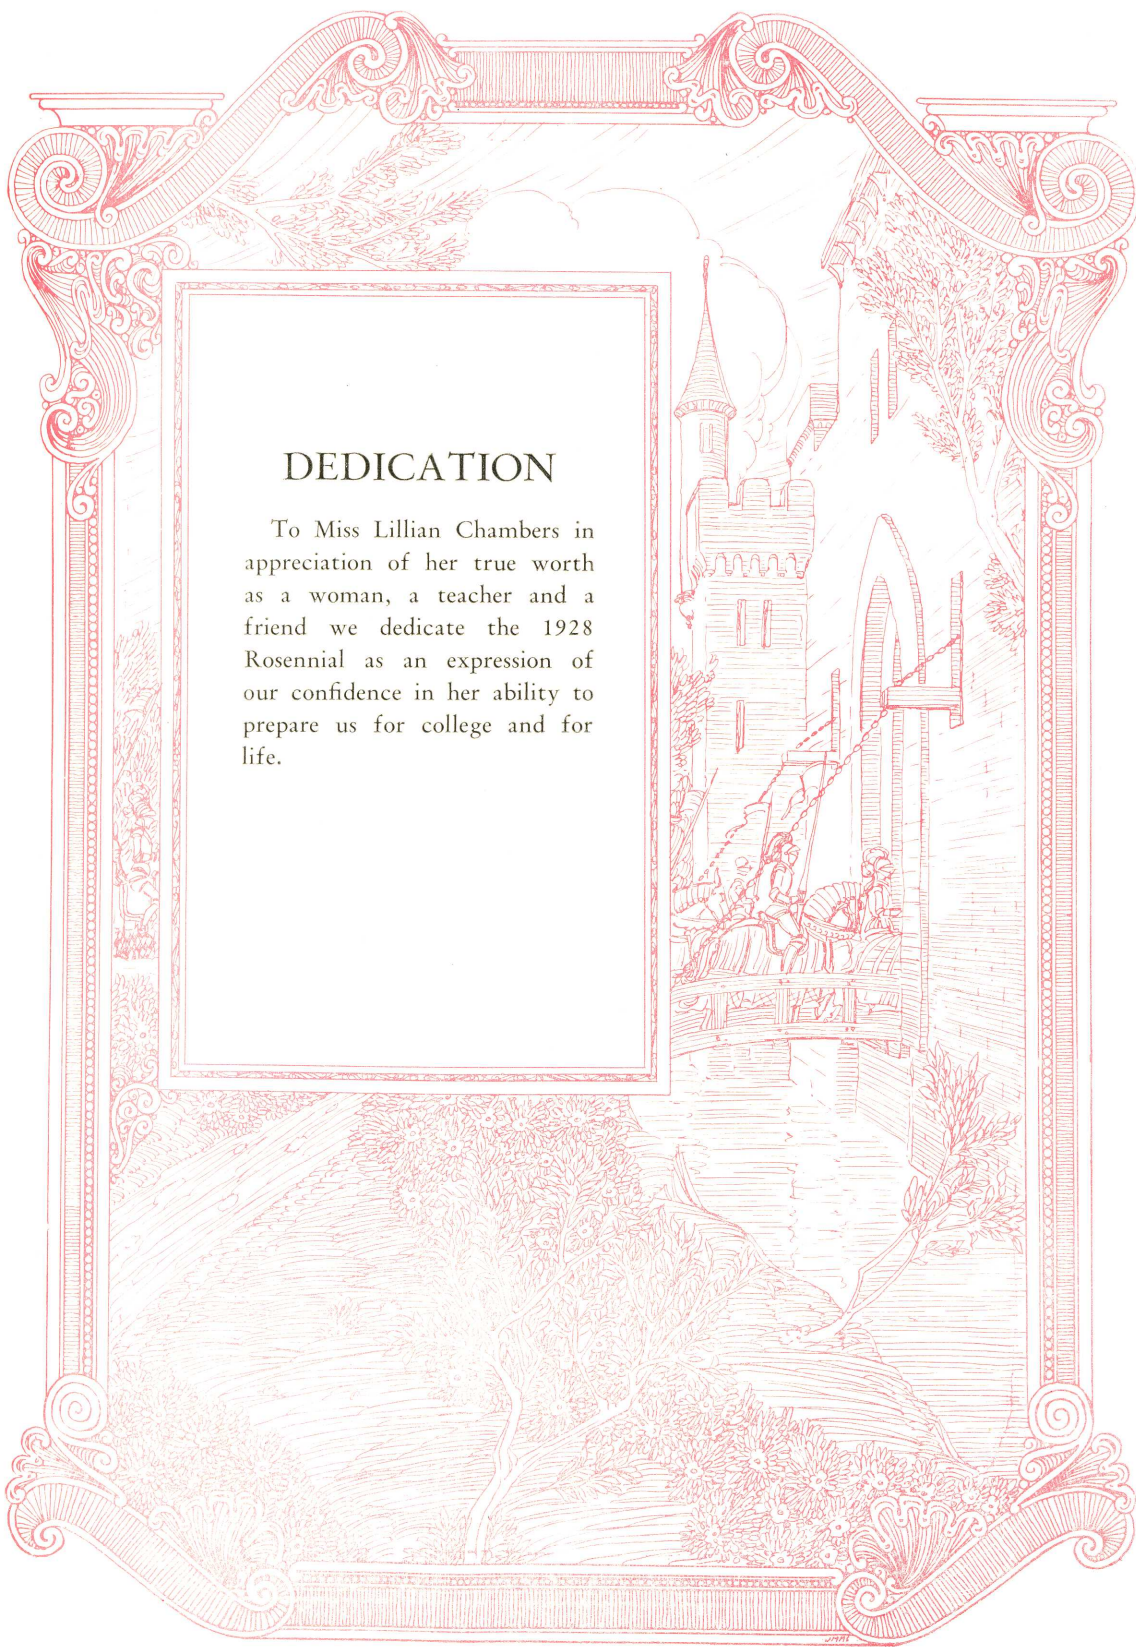 DEDICATION
To Miss Lillian Chambers in
appreciation of her true worth
as a woman, a teacher and a
friend we dedicate the 1928
Rosennial as an expression of
our confidence in her ability to
prepare us for college and for
life.